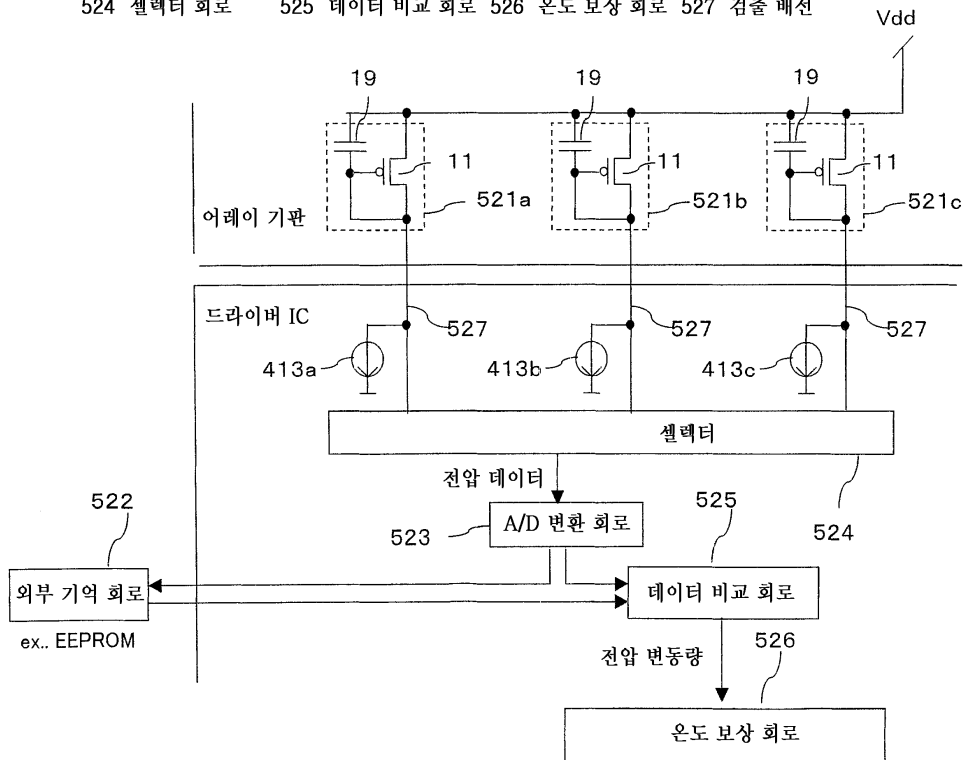 524 셀렉터 회로 525 데이터 비교 회로 526 온도 보상 회로 527 검출 배선
Vdd
19 19 19
11 11 11
521a 521b 521c
어레이 기판
드라이버 IC
527 527 527
413a 413b 413c
셀렉터
전압 데이터
522 525
523 A/D 변환 회로
524
외부 기억 회로 데이터 비교 회로
ex.. EEPROM
전압 변동량 526
온도 보상 회로